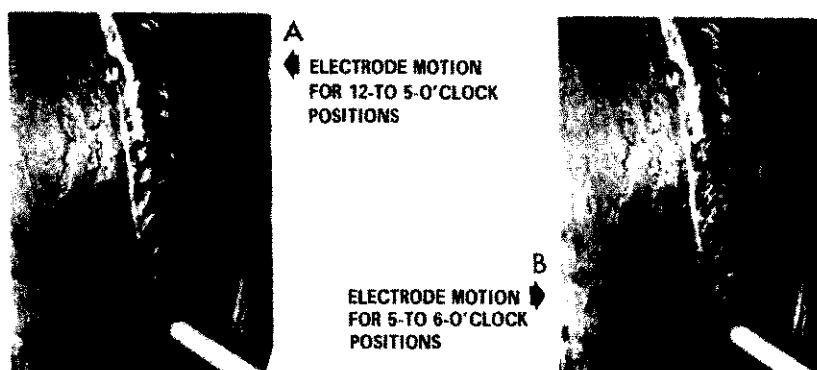 A
ELECTRODE MOTION
FOR 12-TO 5-O'CLOCK
POSITIONS
B
ELECTRODE MOTION
FOR 5-TO 6-O'CLOCK
POSITIONS